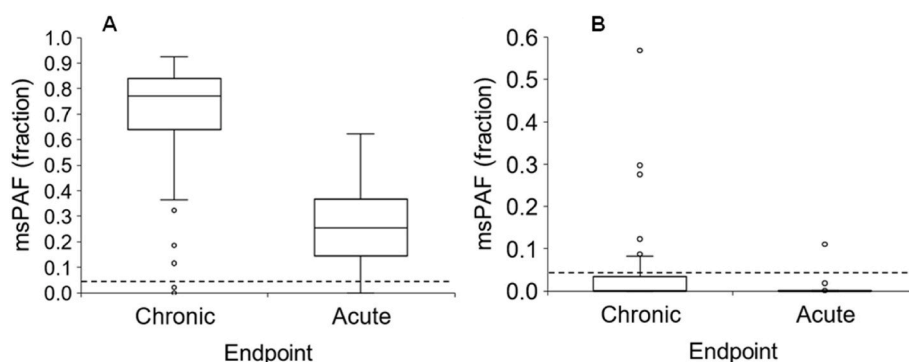 A
msPAF (fraction)
1.0
0.9
0.8
0.7
0.6
0.5
0.4
0.3
0.2
0.1
0.0
Chronic Acute
Endpoint
B
msPAF (fraction)
0.6
0.5
0.4
0.3
0.2
0.1
0.0
Chronic Acute
Endpoint